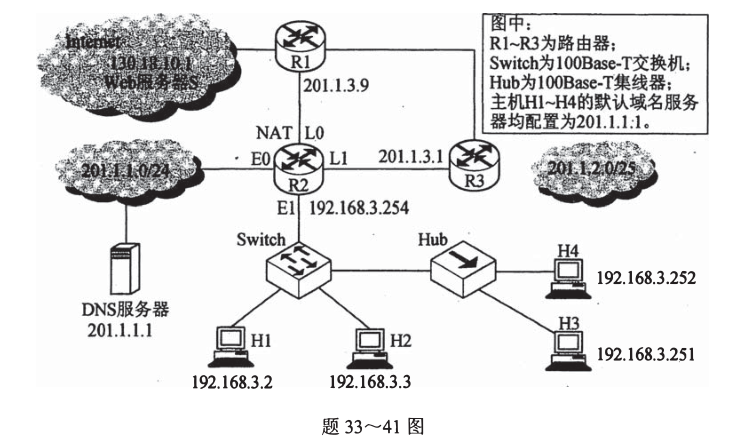 Internet
130.18.10.1
Web服务器S
R1
201.1.3.9
图中：
R1~R3为路由器；
Switch为100Base-T交换机；
Hub为100Base-T集线器；
主机H1~H4的默认域名服务
器均配置为201.1.1.1。
NAT L0
201.1.1.0/24
E0
R2
L1
201.1.3.1
R3
201.1.2.0/25
E1
192.168.3.254
Switch
Hub
H4
192.168.3.252
DNS服务器
201.1.1.1
H1
192.168.3.2
H2
192.168.3.3
H3
192.168.3.251
题 33～41 图